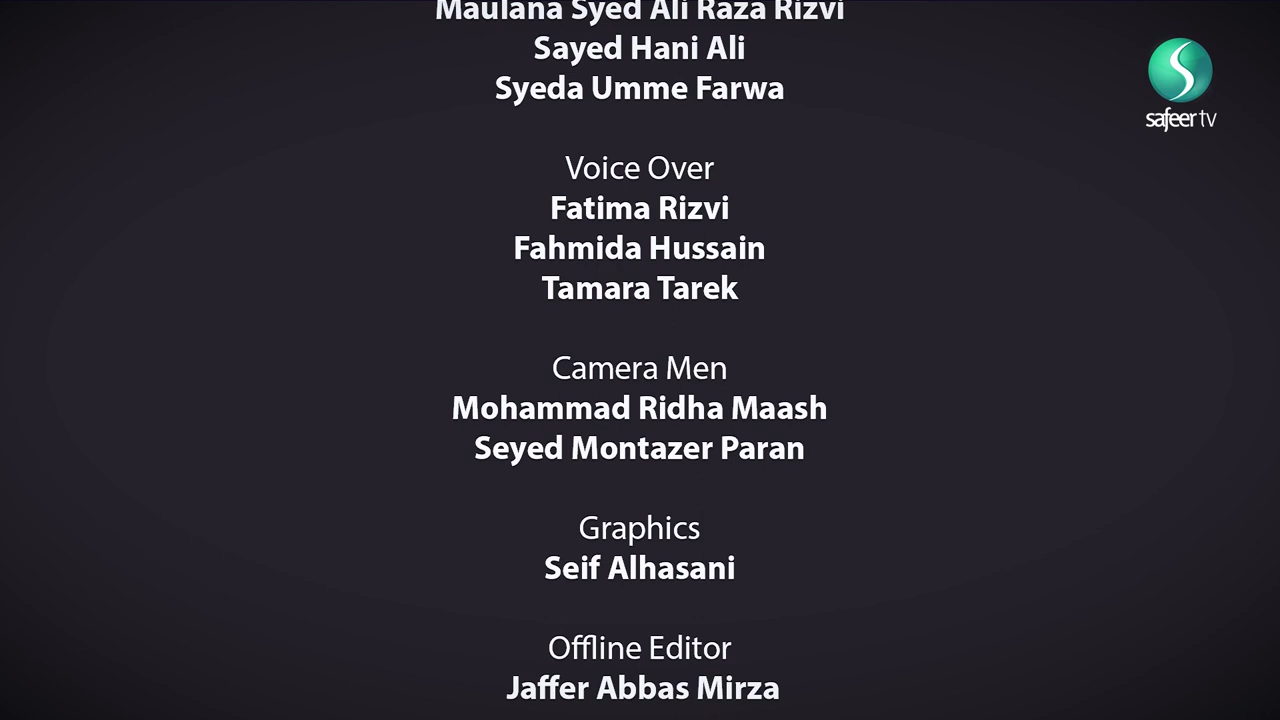 Maulana Syed Ali Raza Rizvi
Sayed Hani Ali
Syeda Umme Farwa
safeer tv
Voice Over
Fatima Rizvi
Fahmida Hussain
Tamara Tarek
Camera Men
Mohammad Ridha Maash
Seyed Montazer Paran
Graphics
Seif Alhasani
Offline Editor
Jaffer Abbas Mirza